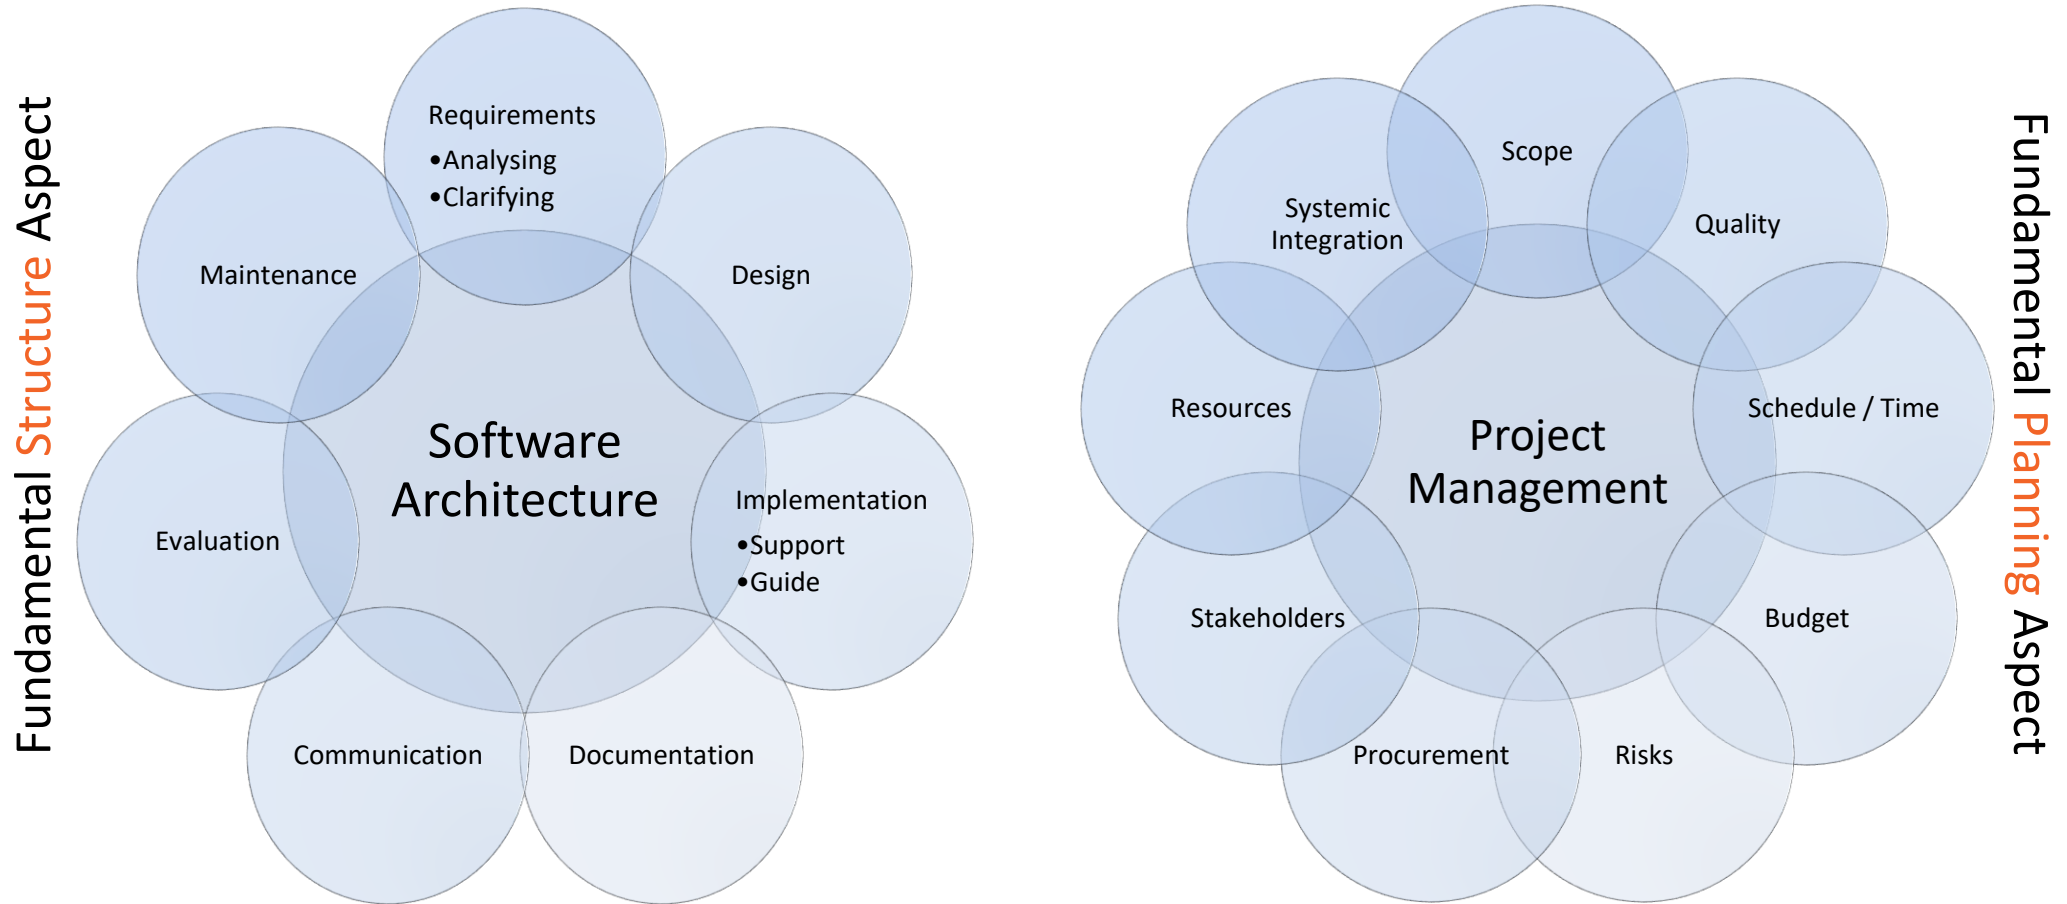 Fundamental Structure Aspect
Requirements
•Analysing
•Clarifying
Design
Implementation
•Support
•Guide
Documentation
Communication
Evaluation
Maintenance
Software
Architecture
Scope
Quality
Schedule / Time
Budget
Risks
Procurement
Stakeholders
Resources
Systemic
Integration
Project
Management
Fundamental Planning Aspect